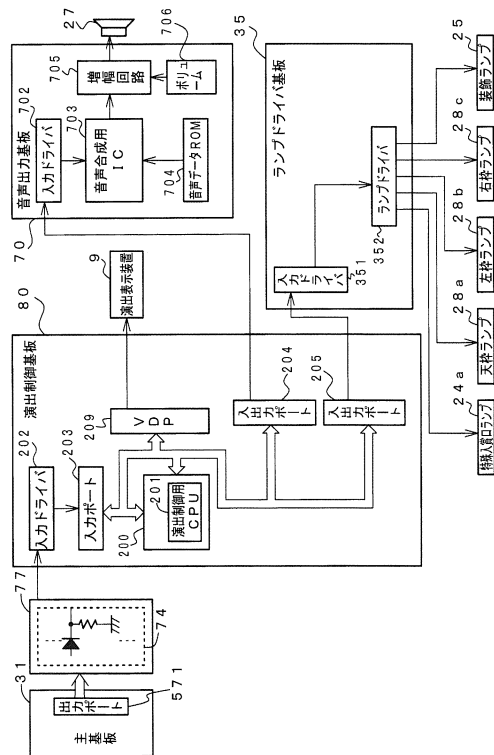 31
主基板
出力ポート
571
77
74
80
演出制御基板
202
入力ドライバ
203
入力ポート
200
201
演出制御用
CPU
209
VDP
9
演出表示装置
204
入出力ポート
205
入出力ポート
70
音声出力基板
702
入力ドライバ
703
音声合成用
IC
704
音声データROM
705
増幅回路
706
ボリューム
27
35
ランプドライバ基板
351
入力ドライバ
352
ランプドライバ
25
装飾ランプ
28c
右枠ランプ
28b
左枠ランプ
28a
天枠ランプ
24a
特殊入賞口ランプ